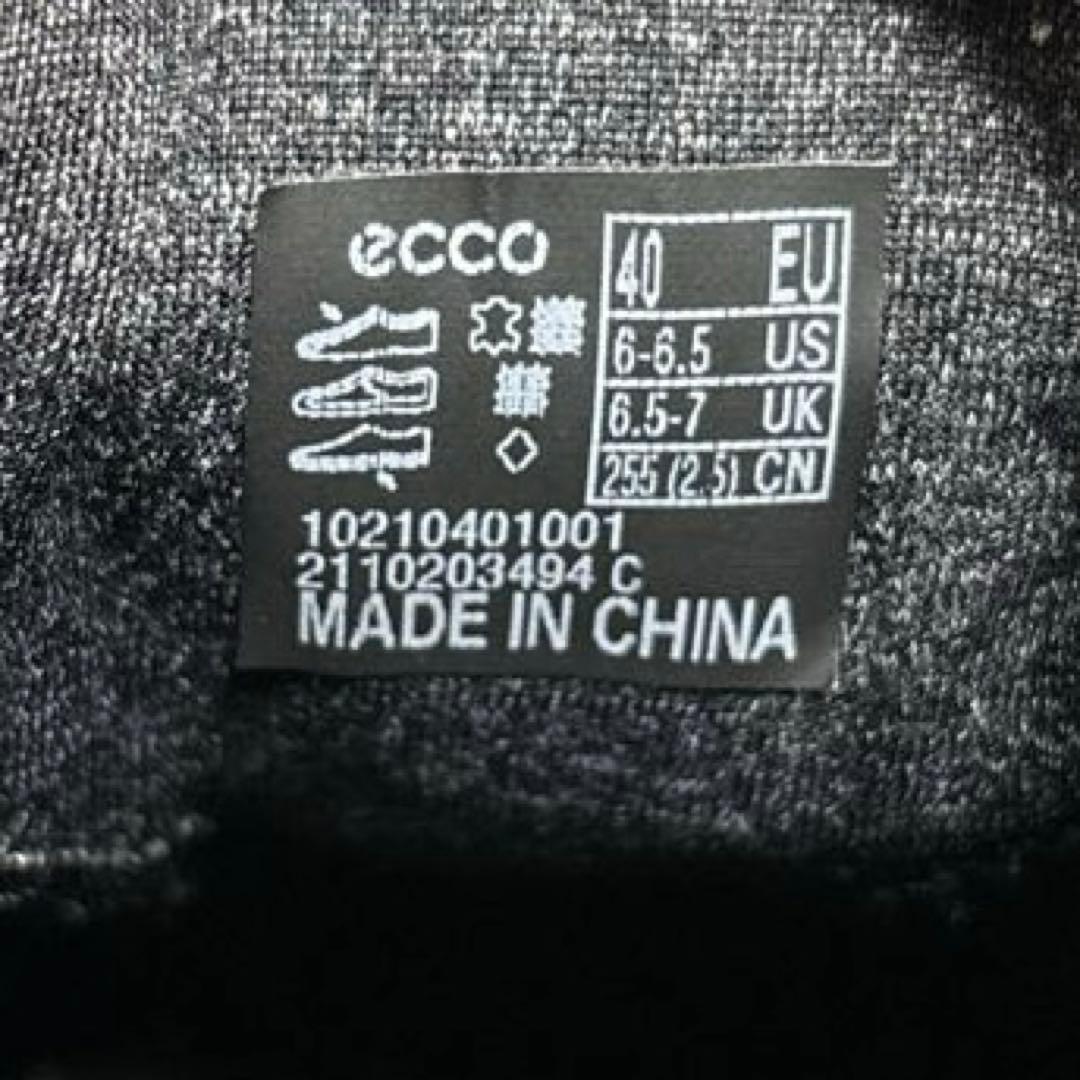 ecco
40 EU
6-6.5 US
6.5-7 UK
255 (2.5) CN
10210401001
2110203494 C
MADE IN CHINA